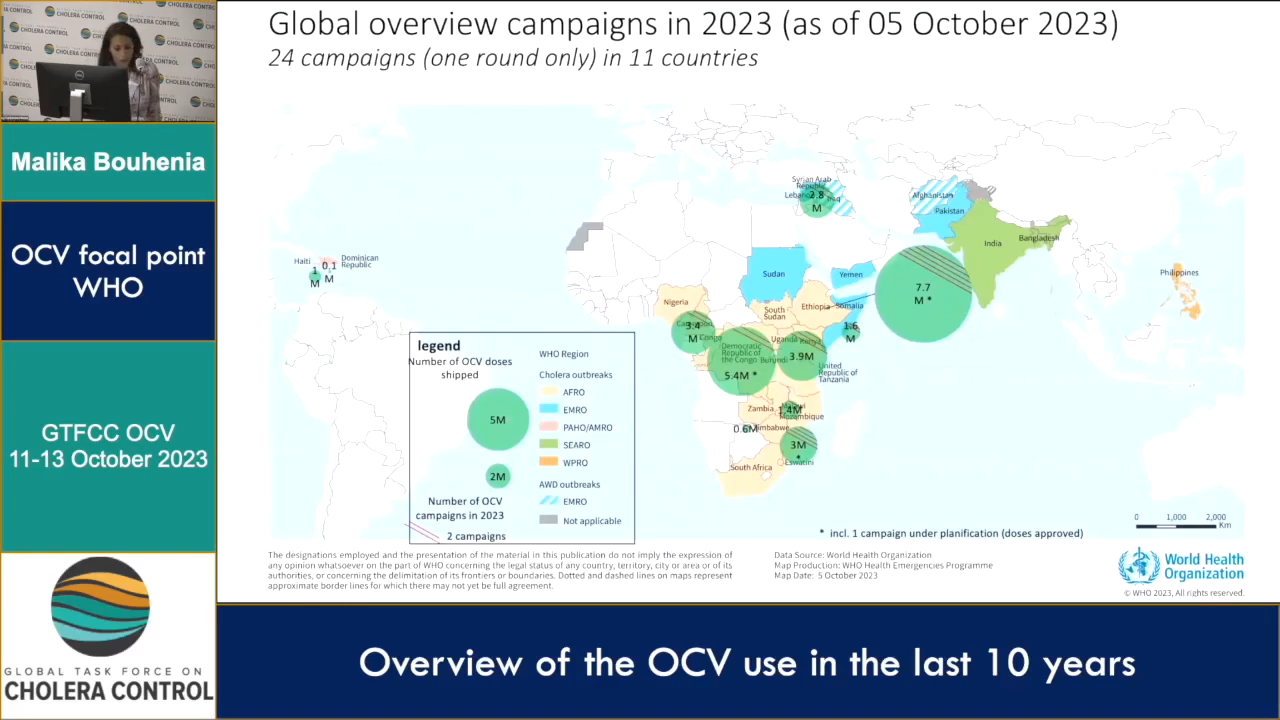 CHOLERA CONTROL
Malika Bouhenia
OCV focal point
WHO
GTFCC OCV
11-13 October 2023
GLOBAL TASK FORCE ON
CHOLERA CONTROL
Global overview campaigns in 2023 (as of 05 October 2023)
24 campaigns (one round only) in 11 countries
Syrian Arab
Republic
2.8
M
Iraq
Afghanistan
Pakistan
India
Bangladesh
Philippines
Haiti
1
M
0.1
M
Dominican
Republic
Sudan
Yemen
7.7
M *
Nigeria
Ethiopia
Somalia
South
Sudan
3.4
M
Congo
Uganda
Kenya
1.6
M
Democratic
Republic of
the Congo
Burundi
5.4M *
3.9M
United
Republic of
Tanzania
Zambia
1.4M
Mozambique
0.6M
3M
*
South Africa
Eswatini
legend
Number of OCV doses
shipped
5M
2M
Number of OCV
campaigns in 2023
2 campaigns
WHO Region
Cholera outbreaks
AFRO
EMRO
PAHO/AMRO
SEARO
WPRO
AWD outbreaks
EMRO
Not applicable
0 1,000 2,000
Km
* incl. 1 campaign under planification (doses approved)
The designations employed and the presentation of the material in this publication do not imply the expression of
any opinion whatsoever on the part of WHO concerning the legal status of any country, territory, city or area or of its
authorities, or concerning the delimitation of its frontiers or boundaries. Dotted and dashed lines on maps represent
approximate border lines for which there may not yet be full agreement.
Data Source: World Health Organization
Map Production: WHO Health Emergencies Programme
Map Date: 5 October 2023
World Health
Organization
© WHO 2023, All rights reserved.
Overview of the OCV use in the last 10 years